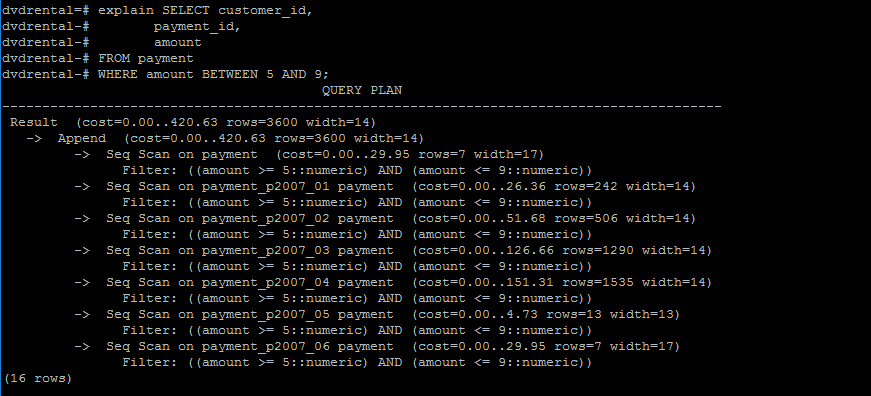 dvdrental=# explain SELECT customer_id,
dvdrental-#        payment_id,
dvdrental-#        amount
dvdrental-# FROM payment
dvdrental-# WHERE amount BETWEEN 5 AND 9;
                                        QUERY PLAN
------------------------------------------------------------------------------------------
 Result  (cost=0.00..420.63 rows=3600 width=14)
   ->  Append  (cost=0.00..420.63 rows=3600 width=14)
         ->  Seq Scan on payment  (cost=0.00..29.95 rows=7 width=17)
               Filter: ((amount >= 5::numeric) AND (amount <= 9::numeric))
         ->  Seq Scan on payment_p2007_01 payment  (cost=0.00..26.36 rows=242 width=14)
               Filter: ((amount >= 5::numeric) AND (amount <= 9::numeric))
         ->  Seq Scan on payment_p2007_02 payment  (cost=0.00..51.68 rows=506 width=14)
               Filter: ((amount >= 5::numeric) AND (amount <= 9::numeric))
         ->  Seq Scan on payment_p2007_03 payment  (cost=0.00..126.66 rows=1290 width=14)
               Filter: ((amount >= 5::numeric) AND (amount <= 9::numeric))
         ->  Seq Scan on payment_p2007_04 payment  (cost=0.00..151.31 rows=1535 width=14)
               Filter: ((amount >= 5::numeric) AND (amount <= 9::numeric))
         ->  Seq Scan on payment_p2007_05 payment  (cost=0.00..4.73 rows=13 width=13)
               Filter: ((amount >= 5::numeric) AND (amount <= 9::numeric))
         ->  Seq Scan on payment_p2007_06 payment  (cost=0.00..29.95 rows=7 width=17)
               Filter: ((amount >= 5::numeric) AND (amount <= 9::numeric))
(16 rows)